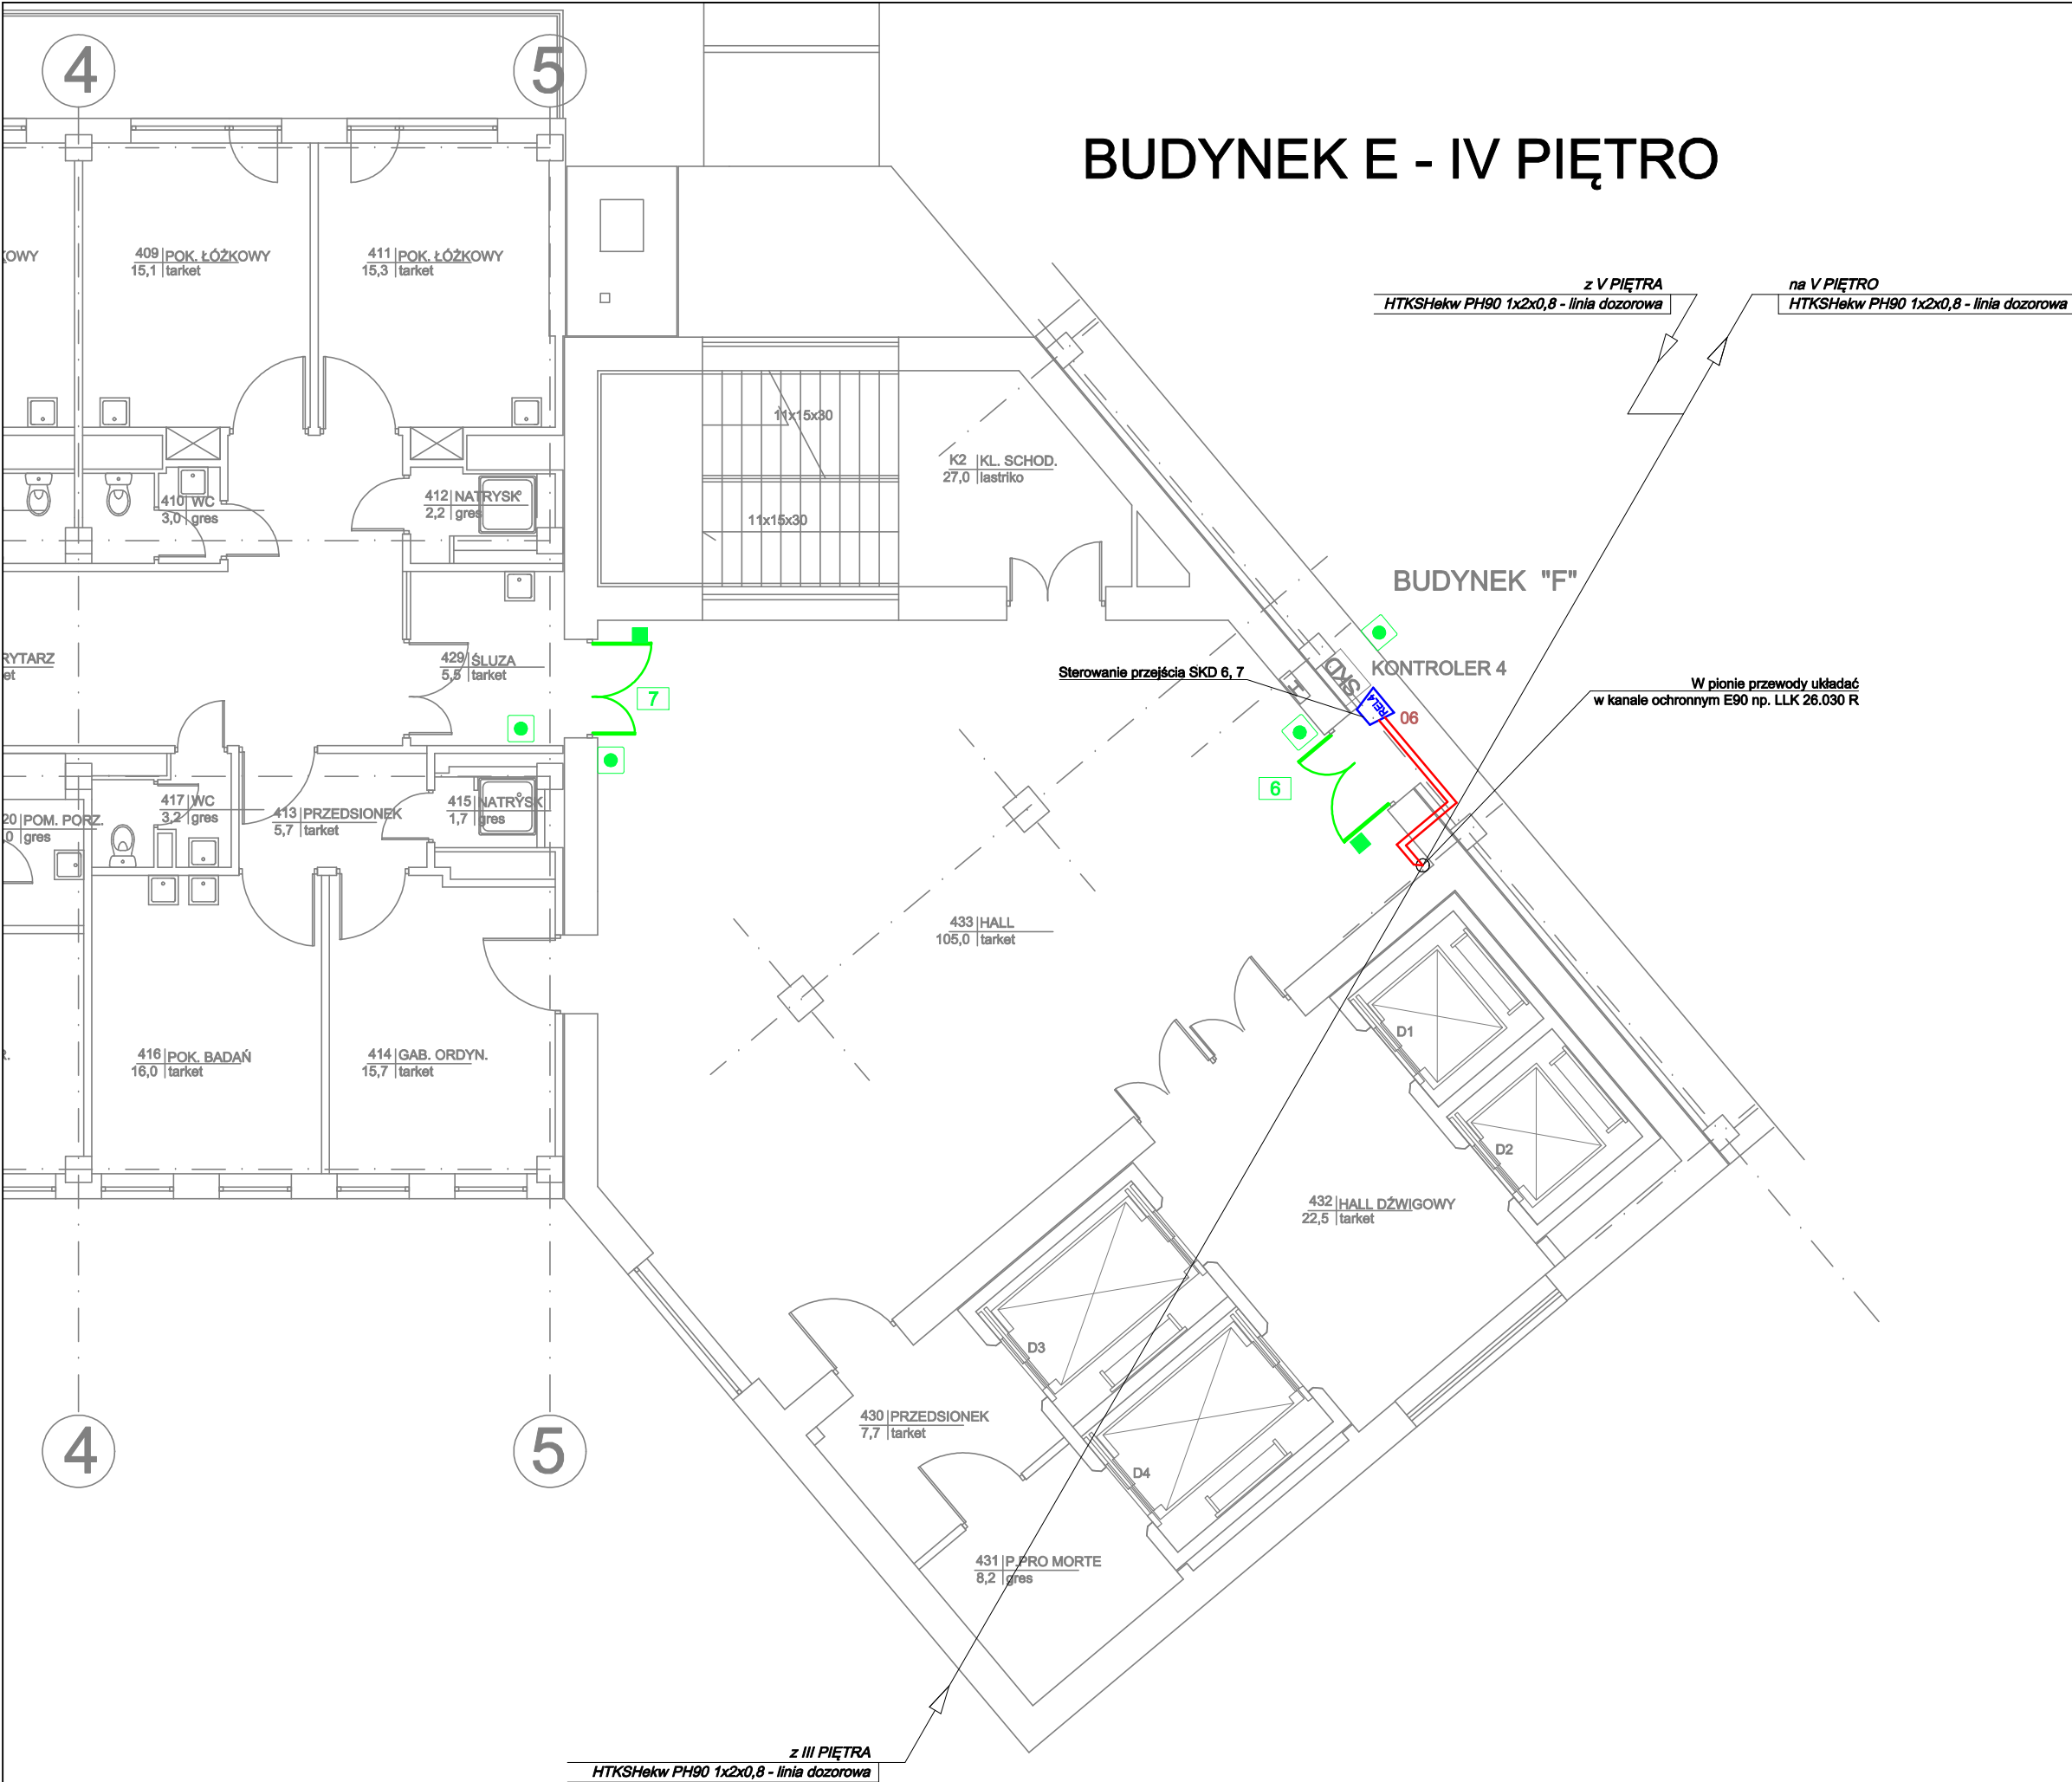 4
5
BUDYNEK E - IV PIĘTRO
KOWY
409 POK. ŁÓŻKOWY
15,1 tarket
411 POK. ŁÓŻKOWY
15,3 tarket
z V PIĘTRA
HTKSHekw PH90 1x2x0,8 - linia dozorowa
na V PIĘTRO
HTKSHekw PH90 1x2x0,8 - linia dozorowa
11x15x30
K2 KL. SCHOD.
27,0 lastriko
410 WC
3,0 gres
412 NATRYSK
2,2 gres
11x15x30
BUDYNEK "F"
RYTARZ
et
429 ŚLUZA
5,5 tarket
7
Sterowanie przejścia SKD 6, 7
H
SKD
KONTROLER 4
REL4
06
W pionie przewody układać
w kanale ochronnym E90 np. LLK 26.030 R
6
20 POM. PORZ.
,0 gres
417 WC
3,2 gres
413 PRZEDSIONEK
5,7 tarket
415 NATRYSK
1,7 gres
433 HALL
105,0 tarket
R.
416 POK. BADAŃ
16,0 tarket
414 GAB. ORDYN.
15,7 tarket
D1
D2
432 HALL DŹWIGOWY
22,5 tarket
D3
430 PRZEDSIONEK
7,7 tarket
D4
4
5
431 P.PRO MORTE
8,2 gres
z III PIĘTRA
HTKSHekw PH90 1x2x0,8 - linia dozorowa